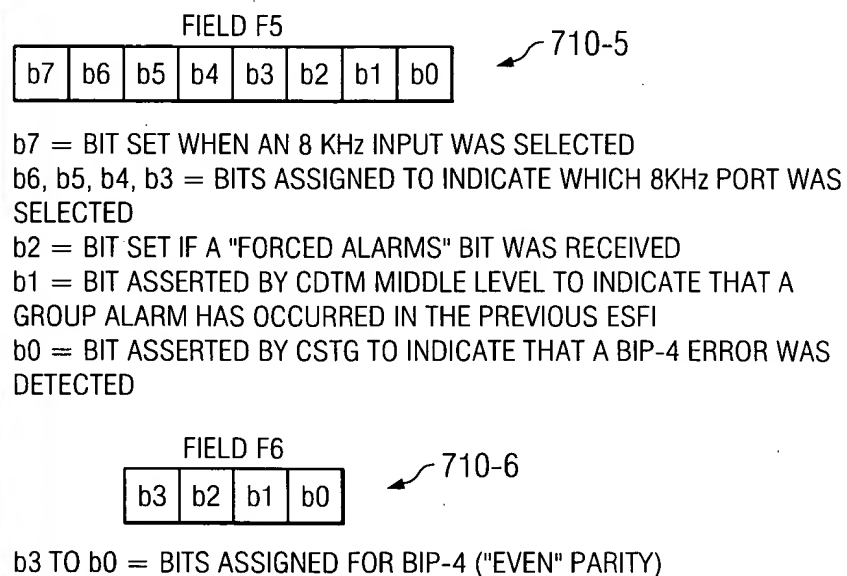 FIELD F5
710-5
b7 b6 b5 b4 b3 b2 b1 b0
b7 = BIT SET WHEN AN 8 KHz INPUT WAS SELECTED
b6, b5, b4, b3 = BITS ASSIGNED TO INDICATE WHICH 8KHz PORT WAS
SELECTED
b2 = BIT SET IF A "FORCED ALARMS" BIT WAS RECEIVED
b1 = BIT ASSERTED BY CDTM MIDDLE LEVEL TO INDICATE THAT A
GROUP ALARM HAS OCCURRED IN THE PREVIOUS ESFI
b0 = BIT ASSERTED BY CSTG TO INDICATE THAT A BIP-4 ERROR WAS
DETECTED
FIELD F6
710-6
b3 b2 b1 b0
b3 TO b0 = BITS ASSIGNED FOR BIP-4 ("EVEN" PARITY)